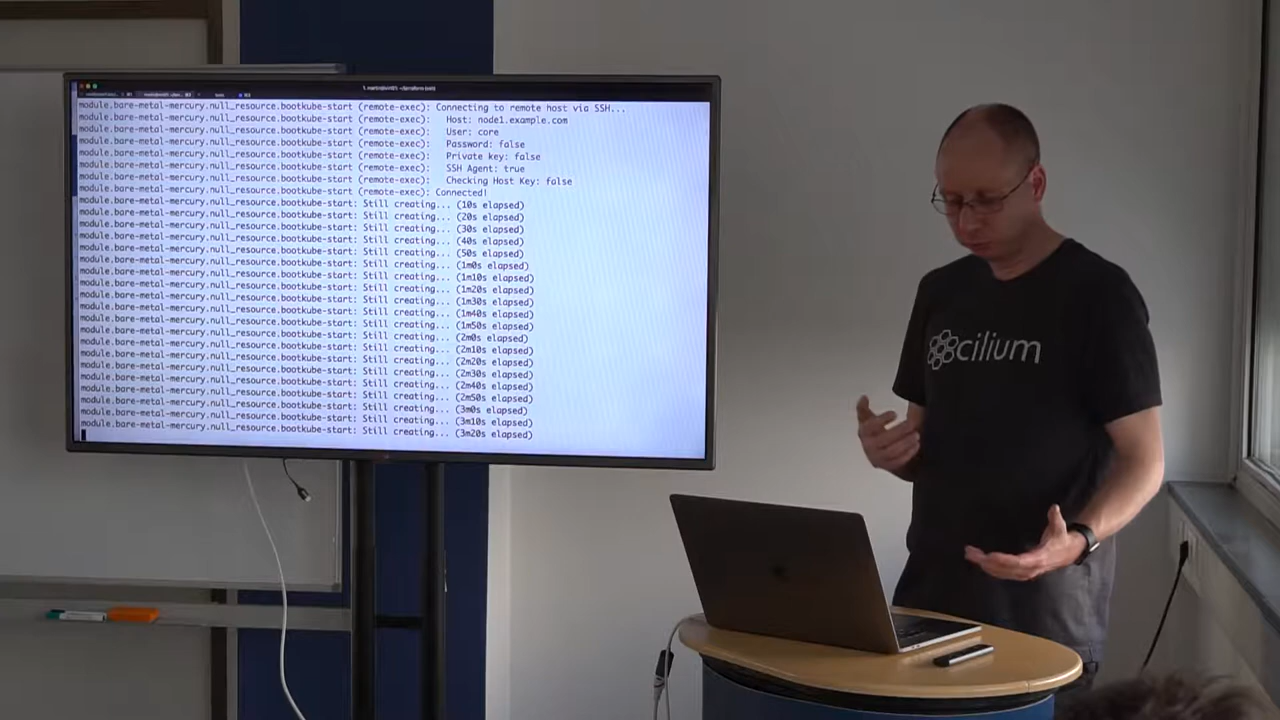 module.bare-metal-mercury.null_resource.bootkube-start (remote-exec): Connecting to remote host via SSH...
module.bare-metal-mercury.null_resource.bootkube-start (remote-exec):   Host: node1.example.com
module.bare-metal-mercury.null_resource.bootkube-start (remote-exec):   User: core
module.bare-metal-mercury.null_resource.bootkube-start (remote-exec):   Password: false
module.bare-metal-mercury.null_resource.bootkube-start (remote-exec):   Private key: false
module.bare-metal-mercury.null_resource.bootkube-start (remote-exec):   SSH Agent: true
module.bare-metal-mercury.null_resource.bootkube-start (remote-exec):   Checking Host Key: false
module.bare-metal-mercury.null_resource.bootkube-start (remote-exec): Connected!
module.bare-metal-mercury.null_resource.bootkube-start: Still creating... (10s elapsed)
module.bare-metal-mercury.null_resource.bootkube-start: Still creating... (20s elapsed)
module.bare-metal-mercury.null_resource.bootkube-start: Still creating... (30s elapsed)
module.bare-metal-mercury.null_resource.bootkube-start: Still creating... (40s elapsed)
module.bare-metal-mercury.null_resource.bootkube-start: Still creating... (50s elapsed)
module.bare-metal-mercury.null_resource.bootkube-start: Still creating... (1m0s elapsed)
module.bare-metal-mercury.null_resource.bootkube-start: Still creating... (1m10s elapsed)
module.bare-metal-mercury.null_resource.bootkube-start: Still creating... (1m20s elapsed)
module.bare-metal-mercury.null_resource.bootkube-start: Still creating... (1m30s elapsed)
module.bare-metal-mercury.null_resource.bootkube-start: Still creating... (1m40s elapsed)
module.bare-metal-mercury.null_resource.bootkube-start: Still creating... (1m50s elapsed)
module.bare-metal-mercury.null_resource.bootkube-start: Still creating... (2m0s elapsed)
module.bare-metal-mercury.null_resource.bootkube-start: Still creating... (2m10s elapsed)
module.bare-metal-mercury.null_resource.bootkube-start: Still creating... (2m20s elapsed)
module.bare-metal-mercury.null_resource.bootkube-start: Still creating... (2m30s elapsed)
module.bare-metal-mercury.null_resource.bootkube-start: Still creating... (2m40s elapsed)
module.bare-metal-mercury.null_resource.bootkube-start: Still creating... (2m50s elapsed)
module.bare-metal-mercury.null_resource.bootkube-start: Still creating... (3m0s elapsed)
module.bare-metal-mercury.null_resource.bootkube-start: Still creating... (3m10s elapsed)
module.bare-metal-mercury.null_resource.bootkube-start: Still creating... (3m20s elapsed)
cilium